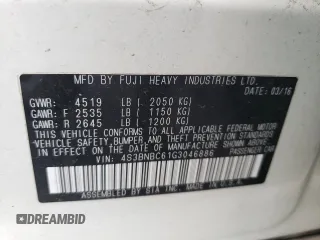 MFD BY FUJI HEAVY INDUSTRIES LTD.
DATE 03/16
GVWR: 4519 LB ( 2050 KG)
GAWR: F 2535 LB ( 1150 KG)
GAWR: R 2645 LB ( 1200 KG)
THIS VEHICLE CONFORMS TO ALL APPLICABLE
U.S. FEDERAL MOTOR VEHICLE
SAFETY, BUMPER, AND THEFT PREVENTION
STANDARDS IN EFFECT ON THE DATE OF
MANUFACTURE SHOWN ABOVE.
VIN: 4S3BNBC61G3046886
PASSENGER CAR
ASSEMBLED BY SIA INC, MADE IN U.S.A.
AUTOBIDMASTER